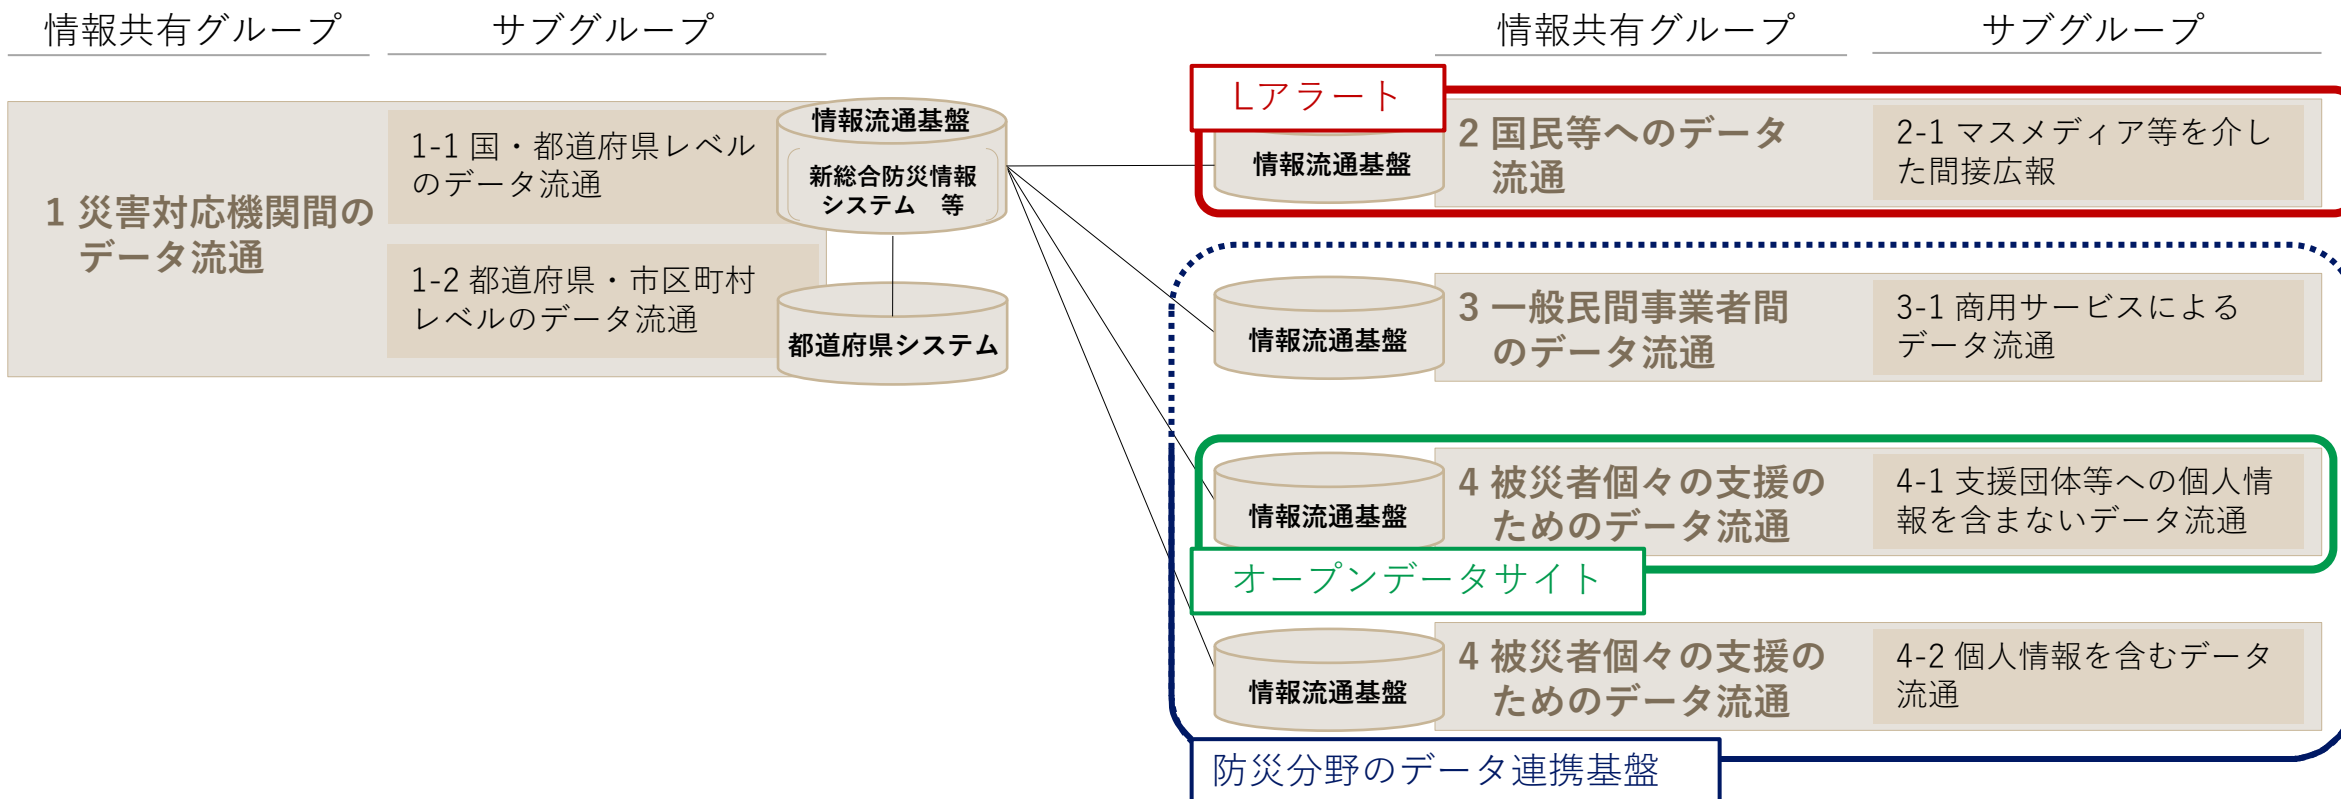 情報共有グループ
サブグループ
1 災害対応機関間の
データ流通
1-1 国・都道府県レベル
のデータ流通
1-2 都道府県・市区町村
レベルのデータ流通
情報流通基盤
新総合防災情報
システム 等
都道府県システム
情報共有グループ
サブグループ
Lアラート
情報流通基盤
2 国民等へのデータ
流通
2-1 マスメディア等を介し
た間接広報
情報流通基盤
3 一般民間事業者間
のデータ流通
3-1 商用サービスによる
データ流通
情報流通基盤
4 被災者個々の支援の
ためのデータ流通
4-1 支援団体等への個人情
報を含まないデータ流通
オープンデータサイト
情報流通基盤
4 被災者個々の支援の
ためのデータ流通
4-2 個人情報を含むデータ
流通
防災分野のデータ連携基盤